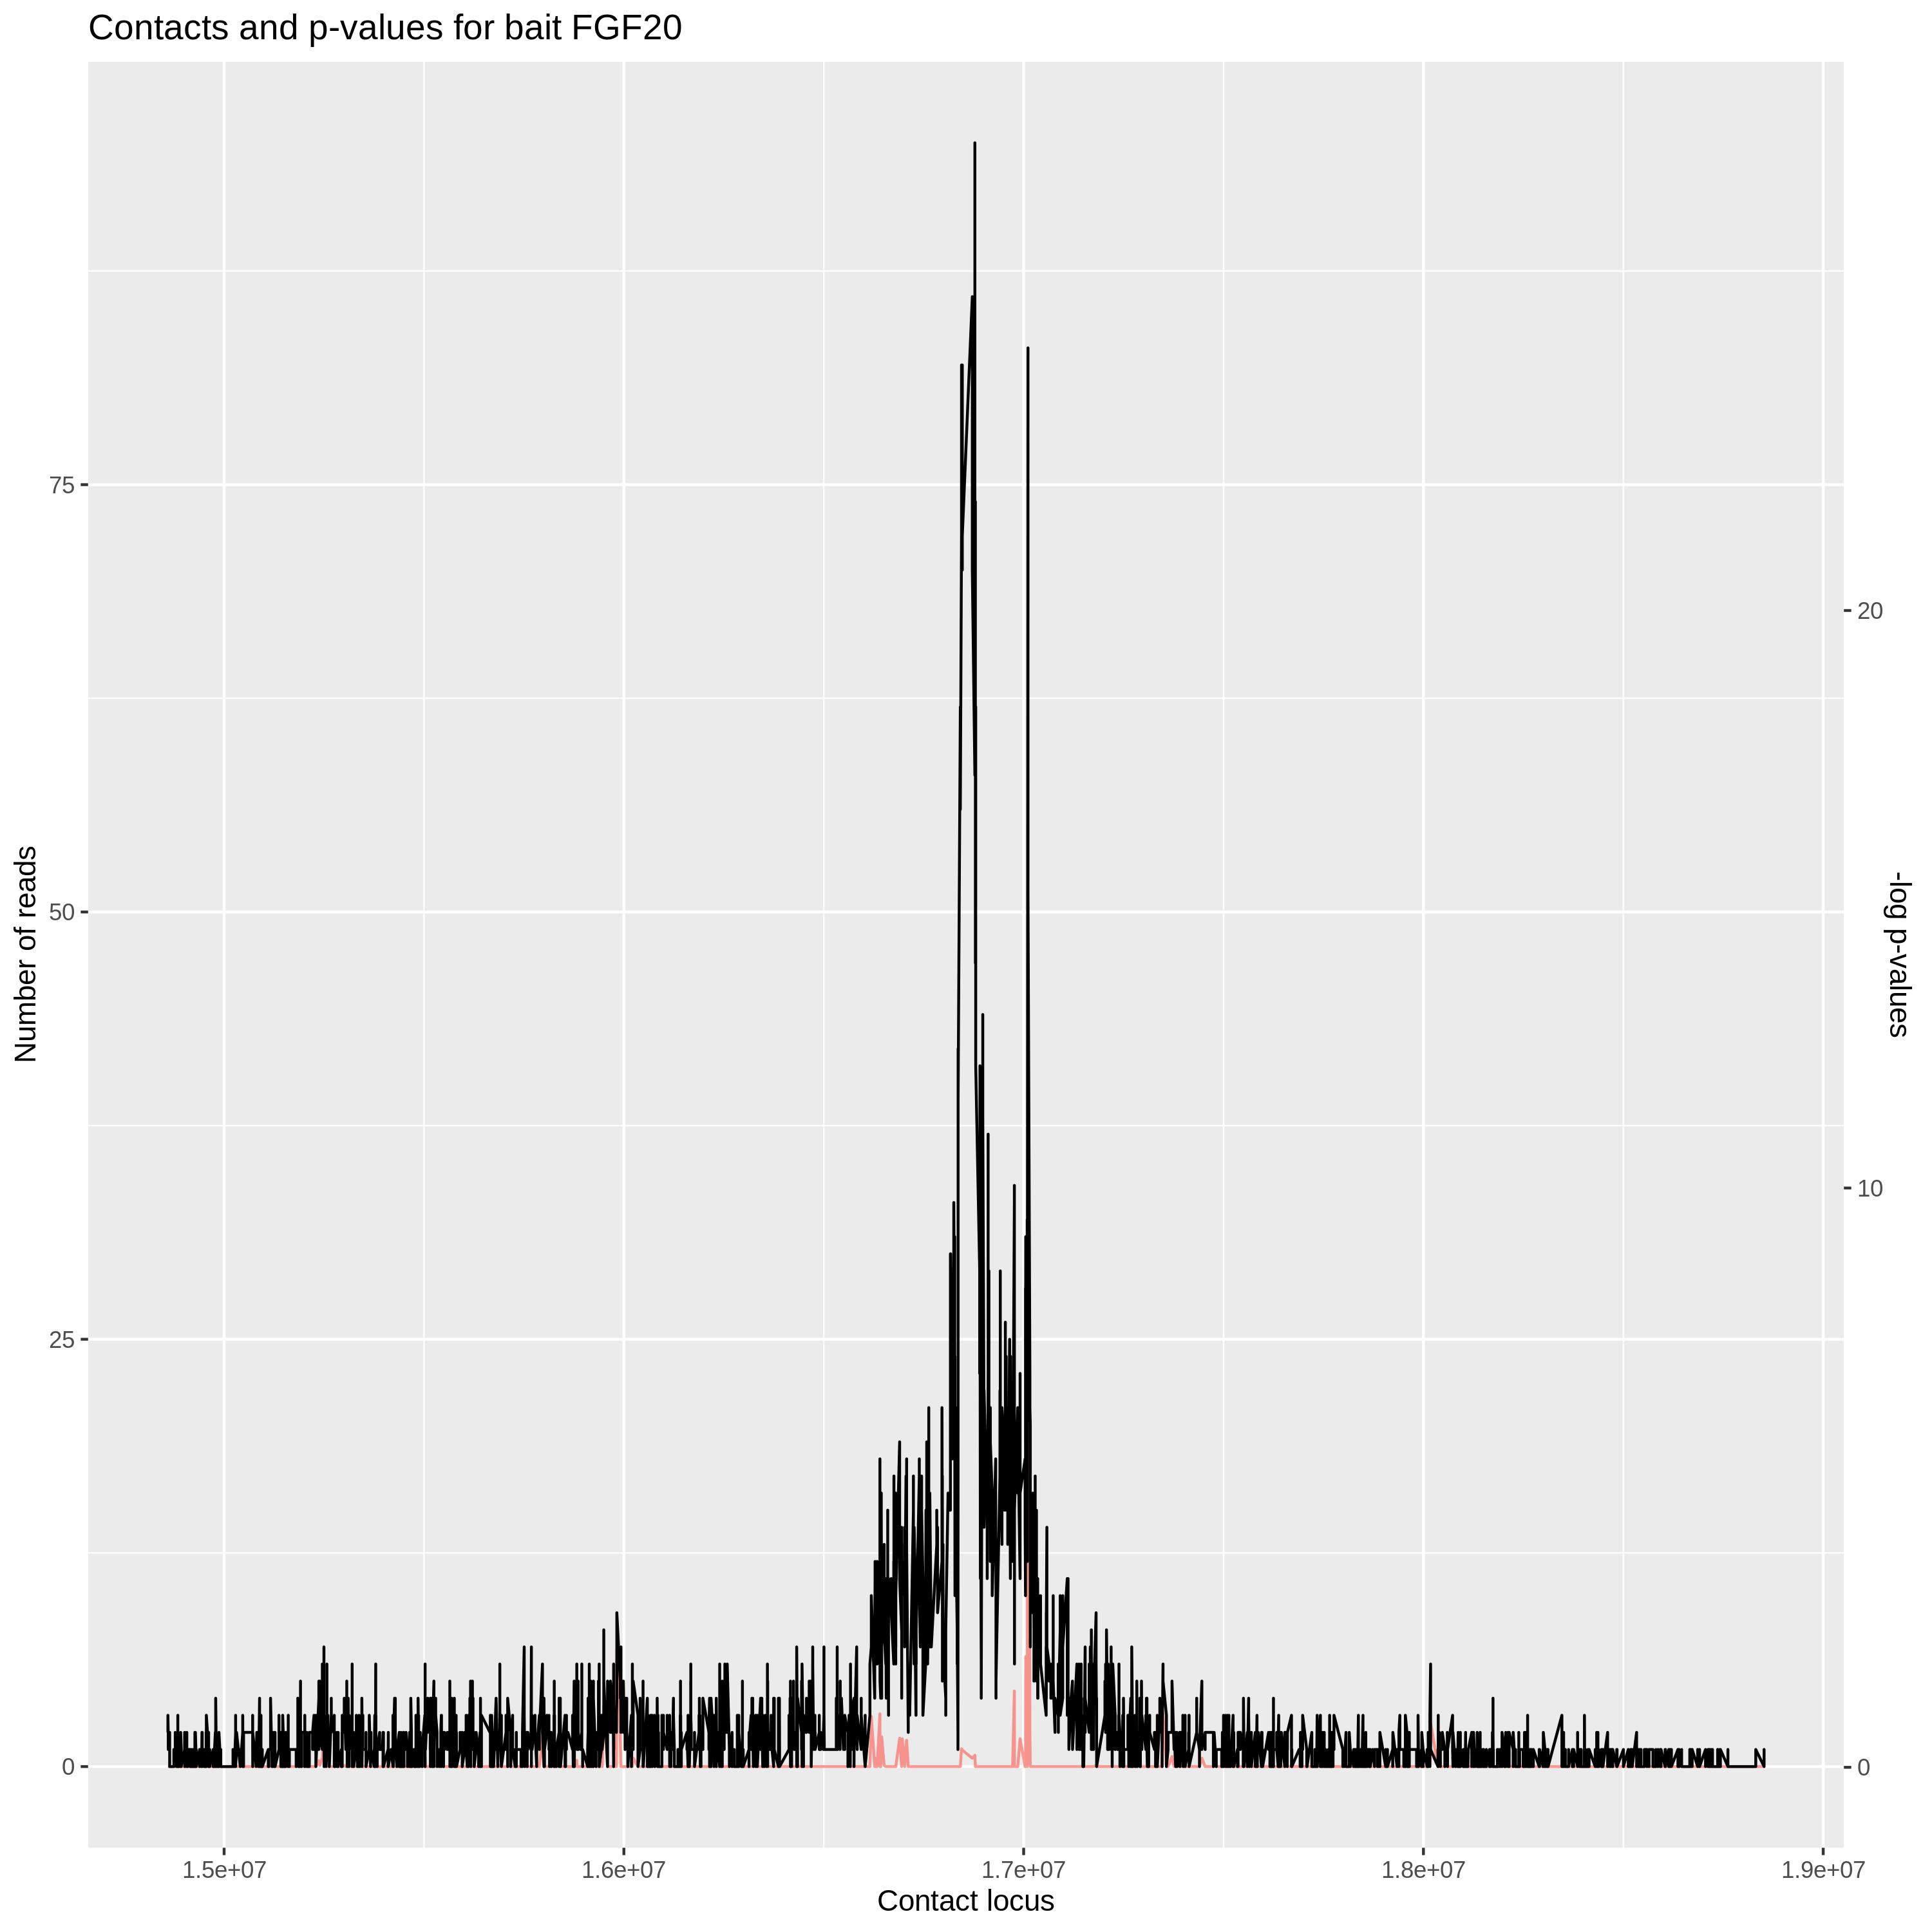 Contacts and p-values for bait FGF20
Number of reads
75
50
25
0
20
10
0
-log p-values
1.5e+07 1.6e+07 1.7e+07 1.8e+07 1.9e+07
Contact locus